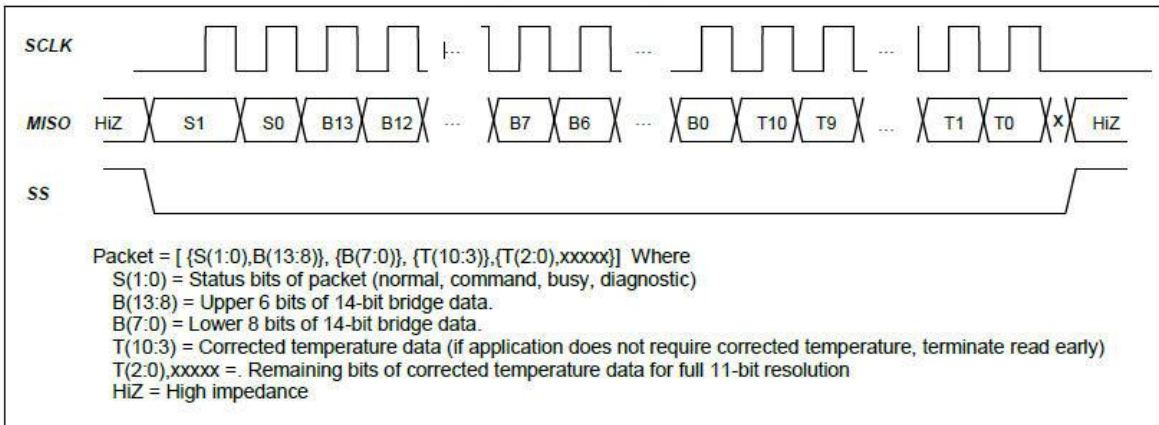 SCLK ... ... ...
MISO HiZ S1 S0 B13 B12 ... B7 B6 ... B0 T10 T9 ... T1 T0 X HiZ
SS
Packet = [ {S(1:0),B(13:8)}, {B(7:0)}, {T(10:3)},{T(2:0),xxxxx}] Where
S(1:0) = Status bits of packet (normal, command, busy, diagnostic)
B(13:8) = Upper 6 bits of 14-bit bridge data.
B(7:0) = Lower 8 bits of 14-bit bridge data.
T(10:3) = Corrected temperature data (if application does not require corrected temperature, terminate read early)
T(2:0),xxxxx =. Remaining bits of corrected temperature data for full 11-bit resolution
HiZ = High impedance